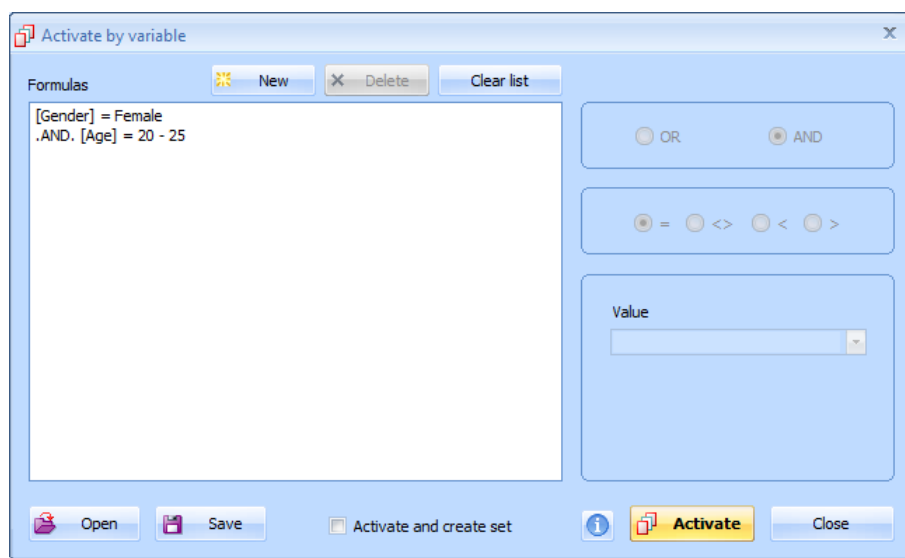 Activate by variable
x
Formulas
New
Delete
Clear list
[Gender] = Female
.AND. [Age] = 20 - 25
OR
AND
= <> < >
Value
Open
Save
Activate and create set
Activate
Close